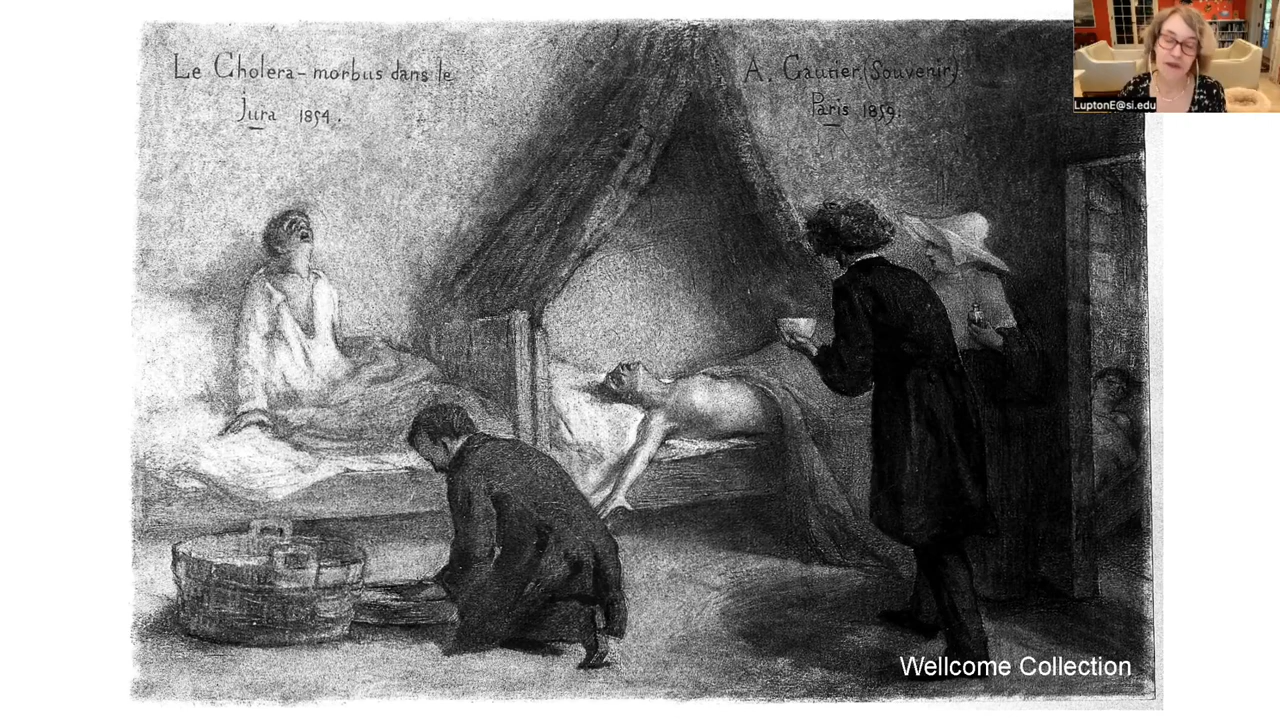 Le Cholera-morbus dans le
Jura 1854.
A. Gautier (Souvenir).
Paris 1859.
LuptonE@si.edu
Wellcome Collection